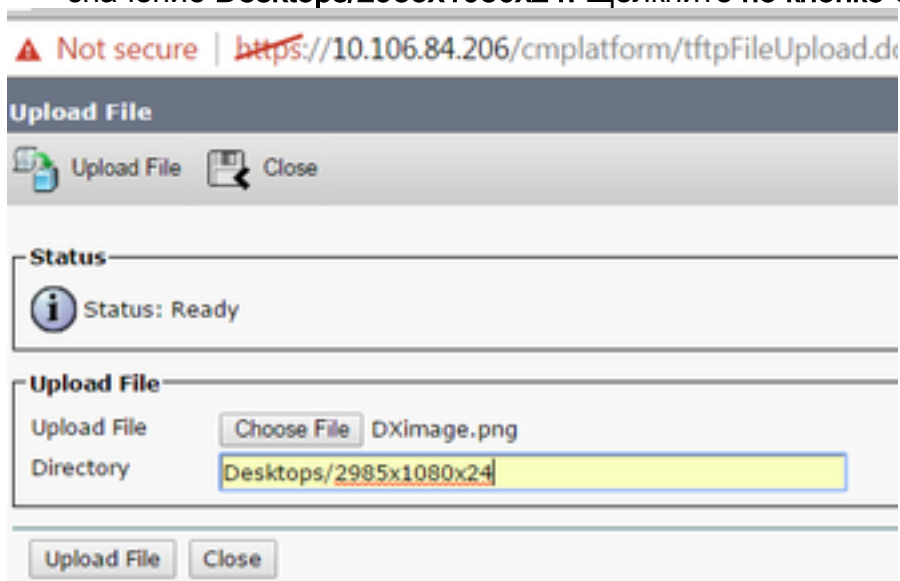 Not secure | https://10.106.84.206/cmplatform/tftpFileUpload.do
Upload File
Upload File Close
Status
Status: Ready
Upload File
Upload File Choose File DXimage.png
Directory Desktops/2985x1080x24
Upload File Close